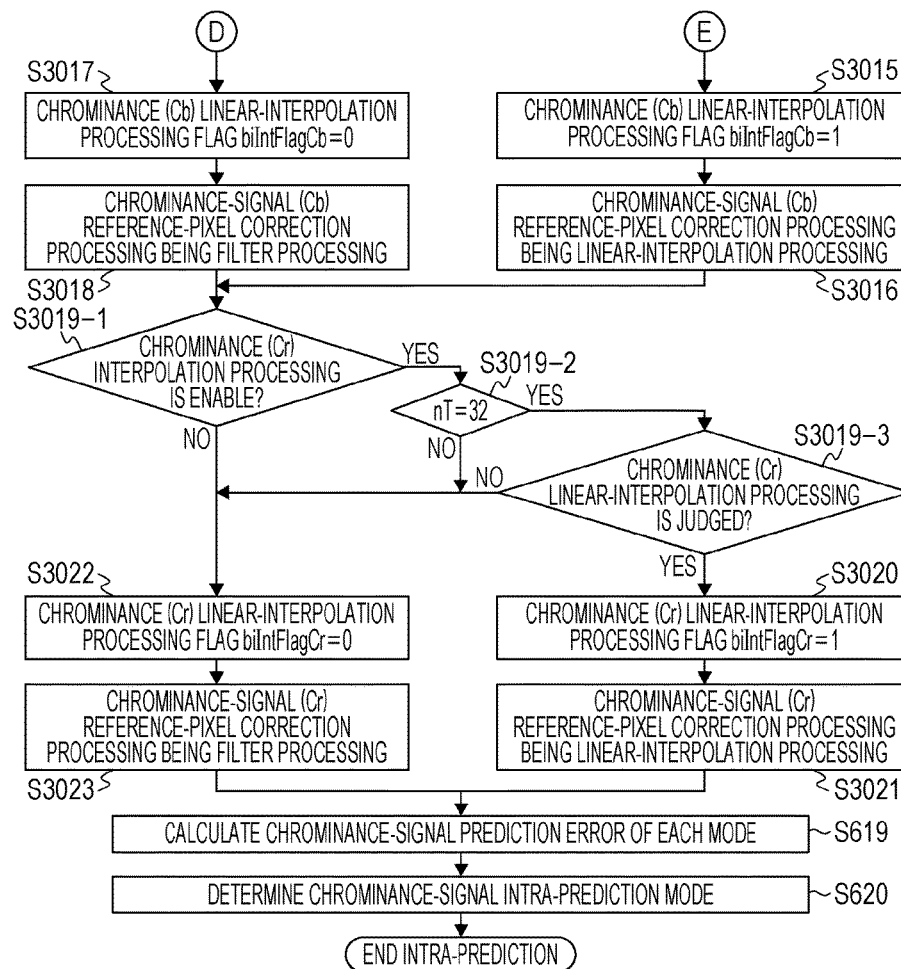 D
E
S3017
S3015
CHROMINANCE (Cb) LINEAR-INTERPOLATION
PROCESSING FLAG biIntFlagCb=0
CHROMINANCE (Cb) LINEAR-INTERPOLATION
PROCESSING FLAG biIntFlagCb=1
CHROMINANCE-SIGNAL (Cb)
REFERENCE-PIXEL CORRECTION
PROCESSING BEING FILTER PROCESSING
CHROMINANCE-SIGNAL (Cb)
REFERENCE-PIXEL CORRECTION PROCESSING
BEING LINEAR-INTERPOLATION PROCESSING
S3018
S3016
S3019-1
CHROMINANCE (Cr)
INTERPOLATION PROCESSING
IS ENABLE?
YES
NO
S3019-2
nT=32
YES
NO
S3019-3
CHROMINANCE (Cr)
LINEAR-INTERPOLATION PROCESSING
IS JUDGED?
NO
YES
S3022
S3020
CHROMINANCE (Cr) LINEAR-INTERPOLATION
PROCESSING FLAG biIntFlagCr=0
CHROMINANCE (Cr) LINEAR-INTERPOLATION
PROCESSING FLAG biIntFlagCr=1
CHROMINANCE-SIGNAL (Cr)
REFERENCE-PIXEL CORRECTION
PROCESSING BEING FILTER PROCESSING
CHROMINANCE-SIGNAL (Cr)
REFERENCE-PIXEL CORRECTION PROCESSING
BEING LINEAR-INTERPOLATION PROCESSING
S3023
S3021
CALCULATE CHROMINANCE-SIGNAL PREDICTION ERROR OF EACH MODE
S619
DETERMINE CHROMINANCE-SIGNAL INTRA-PREDICTION MODE
S620
END INTRA-PREDICTION